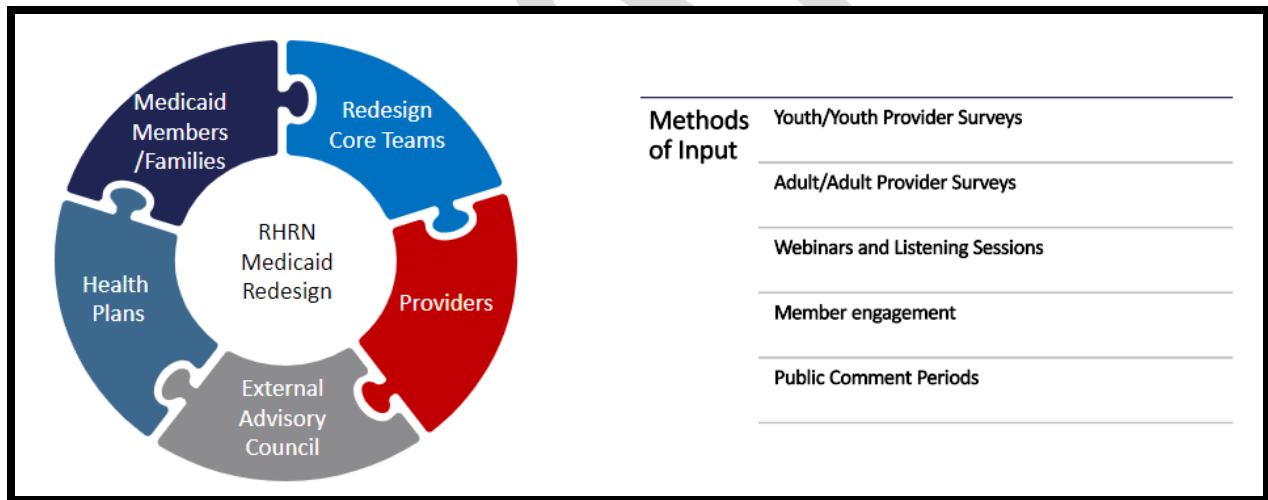 Medicaid
Members
/Families
Redesign
Core Teams
Providers
External
Advisory
Council
Health
Plans
RHRN
Medicaid
Redesign
Methods
of Input
Youth/Youth Provider Surveys
Adult/Adult Provider Surveys
Webinars and Listening Sessions
Member engagement
Public Comment Periods